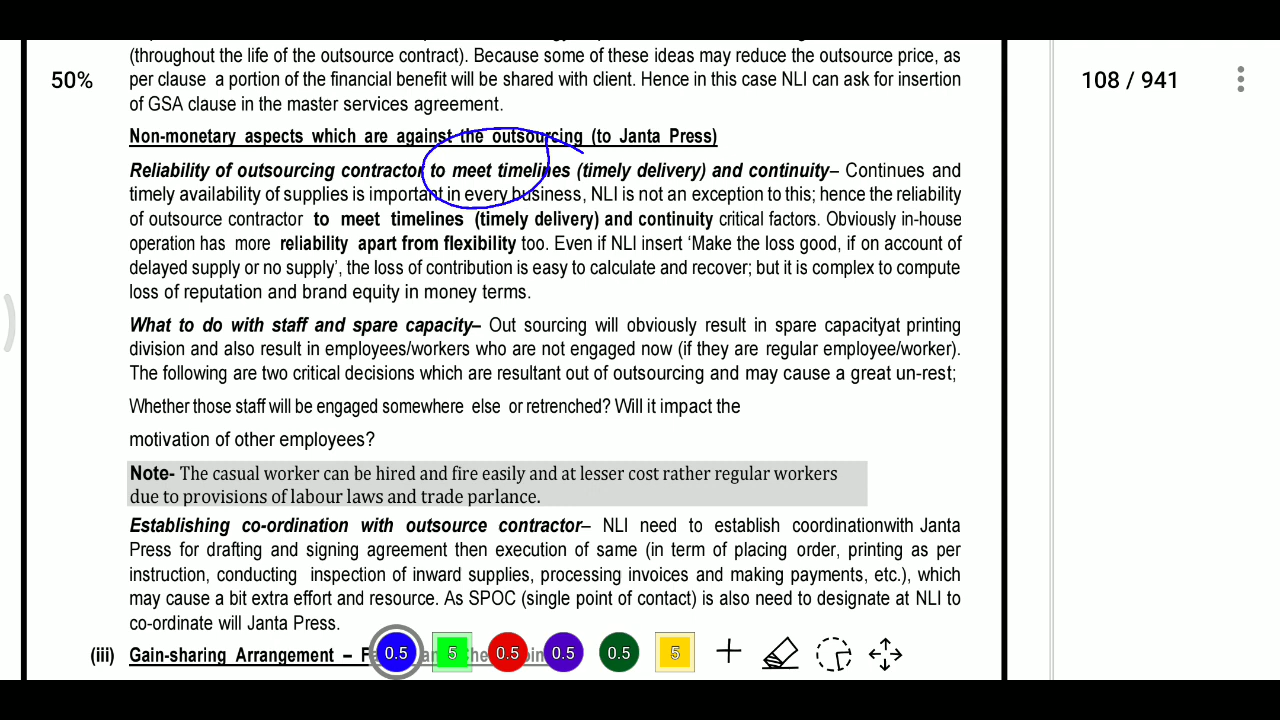 50%
108 / 941
(throughout the life of the outsource contract). Because some of these ideas may reduce the outsource price, as
per clause a portion of the financial benefit will be shared with client. Hence in this case NLI can ask for insertion
of GSA clause in the master services agreement.
Non-monetary aspects which are against the outsourcing (to Janta Press)
Reliability of outsourcing contractor to meet timelines (timely delivery) and continuity– Continues and
timely availability of supplies is important in every business, NLI is not an exception to this; hence the reliability
of outsource contractor to meet timelines (timely delivery) and continuity critical factors. Obviously in-house
operation has more reliability apart from flexibility too. Even if NLI insert ‘Make the loss good, if on account of
delayed supply or no supply’, the loss of contribution is easy to calculate and recover; but it is complex to compute
loss of reputation and brand equity in money terms.
What to do with staff and spare capacity– Out sourcing will obviously result in spare capacityat printing
division and also result in employees/workers who are not engaged now (if they are regular employee/worker).
The following are two critical decisions which are resultant out of outsourcing and may cause a great un-rest;
Whether those staff will be engaged somewhere else or retrenched? Will it impact the
motivation of other employees?
Note- The casual worker can be hired and fire easily and at lesser cost rather regular workers
due to provisions of labour laws and trade parlance.
Establishing co-ordination with outsource contractor– NLI need to establish coordinationwith Janta
Press for drafting and signing agreement then execution of same (in term of placing order, printing as per
instruction, conducting inspection of inward supplies, processing invoices and making payments, etc.), which
may cause a bit extra effort and resource. As SPOC (single point of contact) is also need to designate at NLI to
co-ordinate will Janta Press.
(iii) Gain-sharing Arrangement –
0.5 5 0.5 0.5 0.5 5